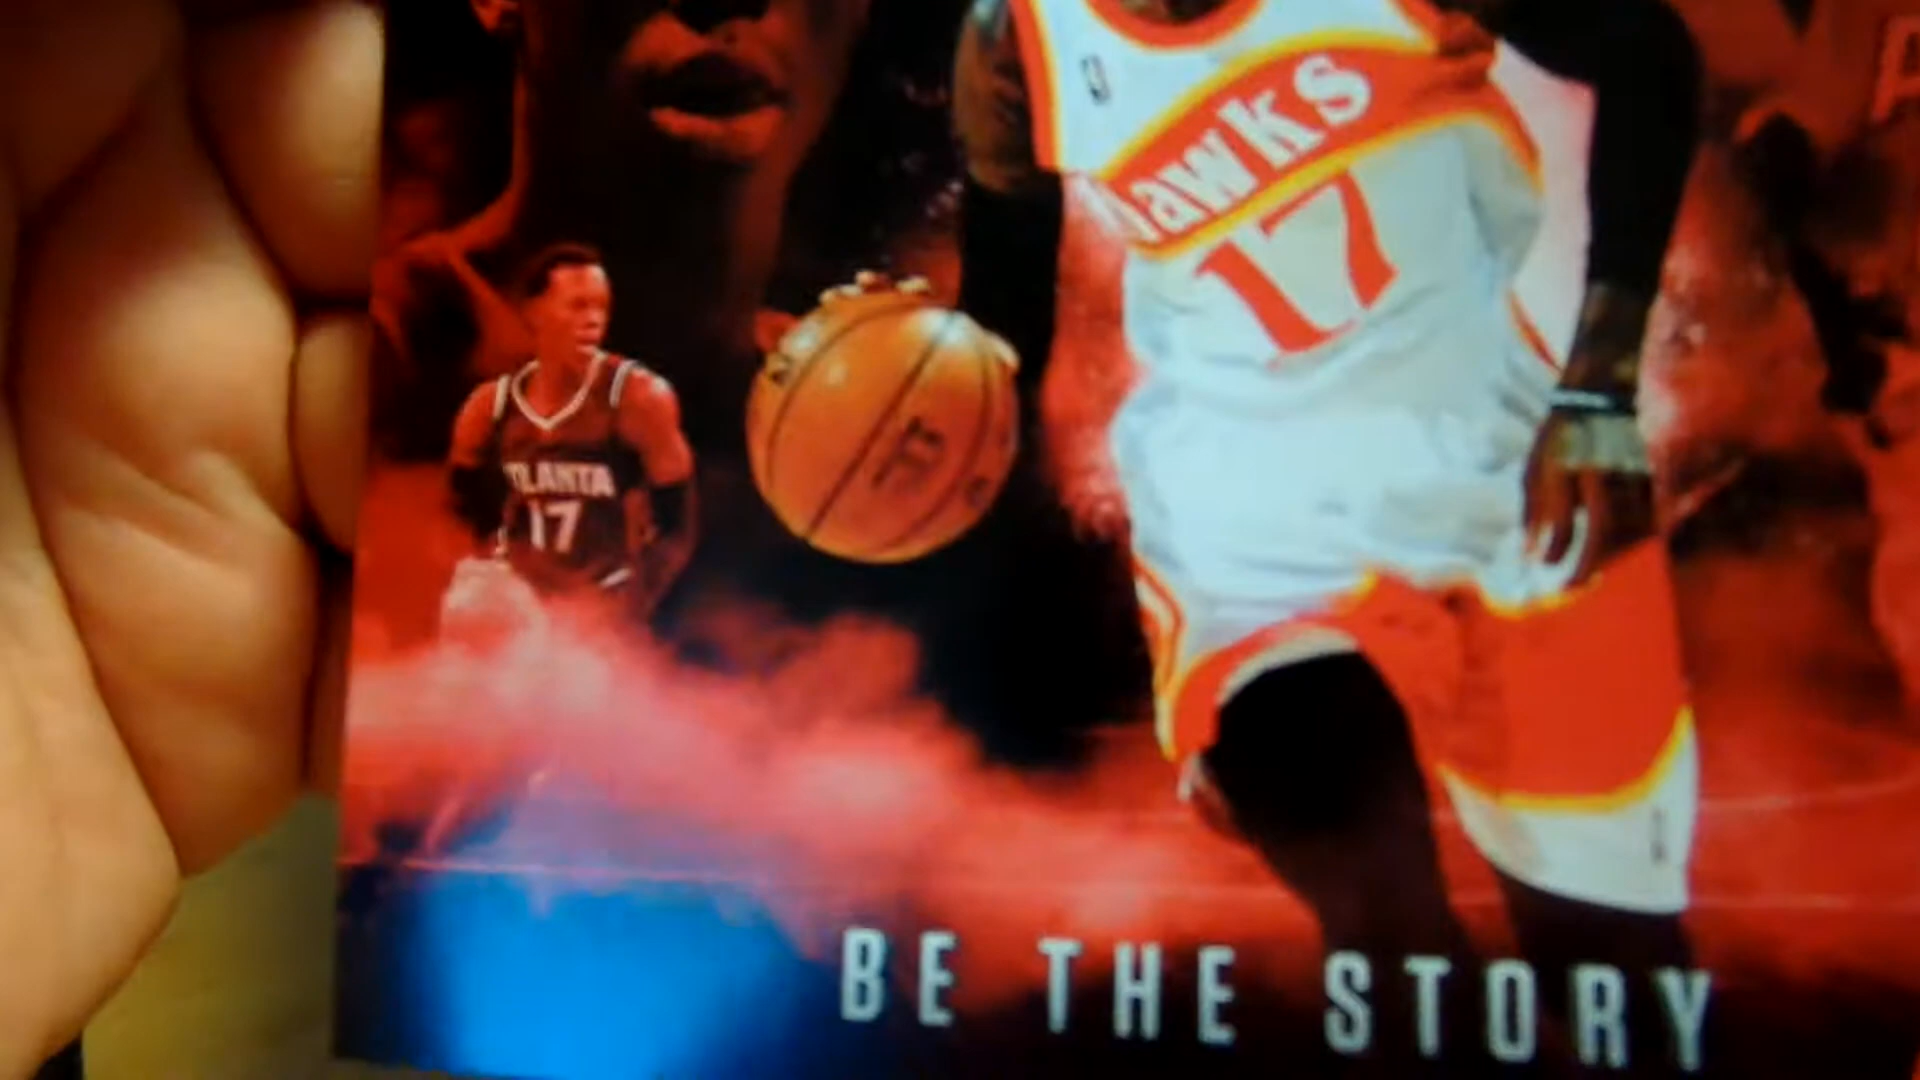 Hawks
17
ATLANTA
17
BE THE STORY